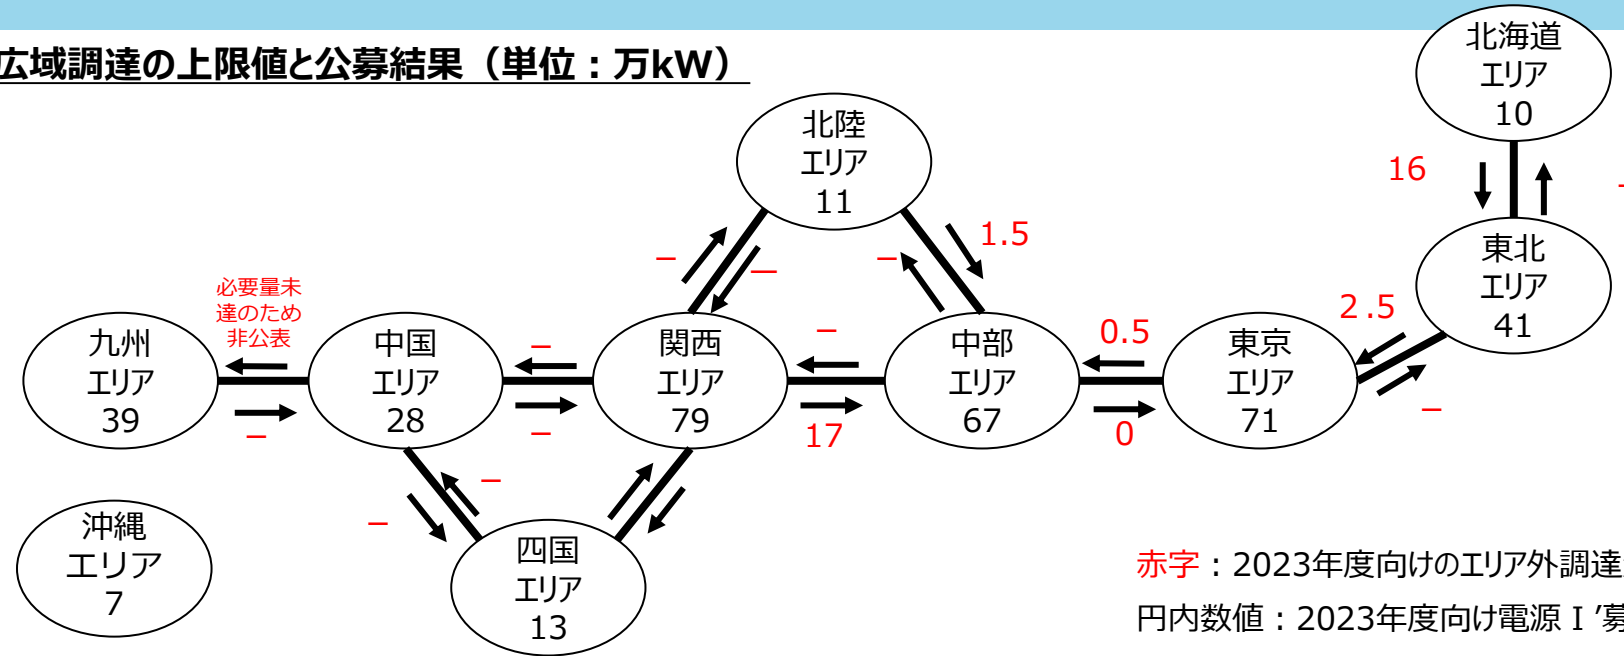 広域調達の上限値と公募結果（単位：万kW）
北海道
エリア
10
16
－
東北
エリア
41
北陸
エリア
11
－
－
－
1.5
必要量未
達のため
非公表
九州
エリア
39
－
中国
エリア
28
－
－
関西
エリア
79
－
17
中部
エリア
67
0.5
0
東京
エリア
71
2.5
－
－
－
四国
エリア
13
沖縄
エリア
7
赤字：2023年度向けのエリア外調達
円内数値：2023年度向け電源Ⅰ′募